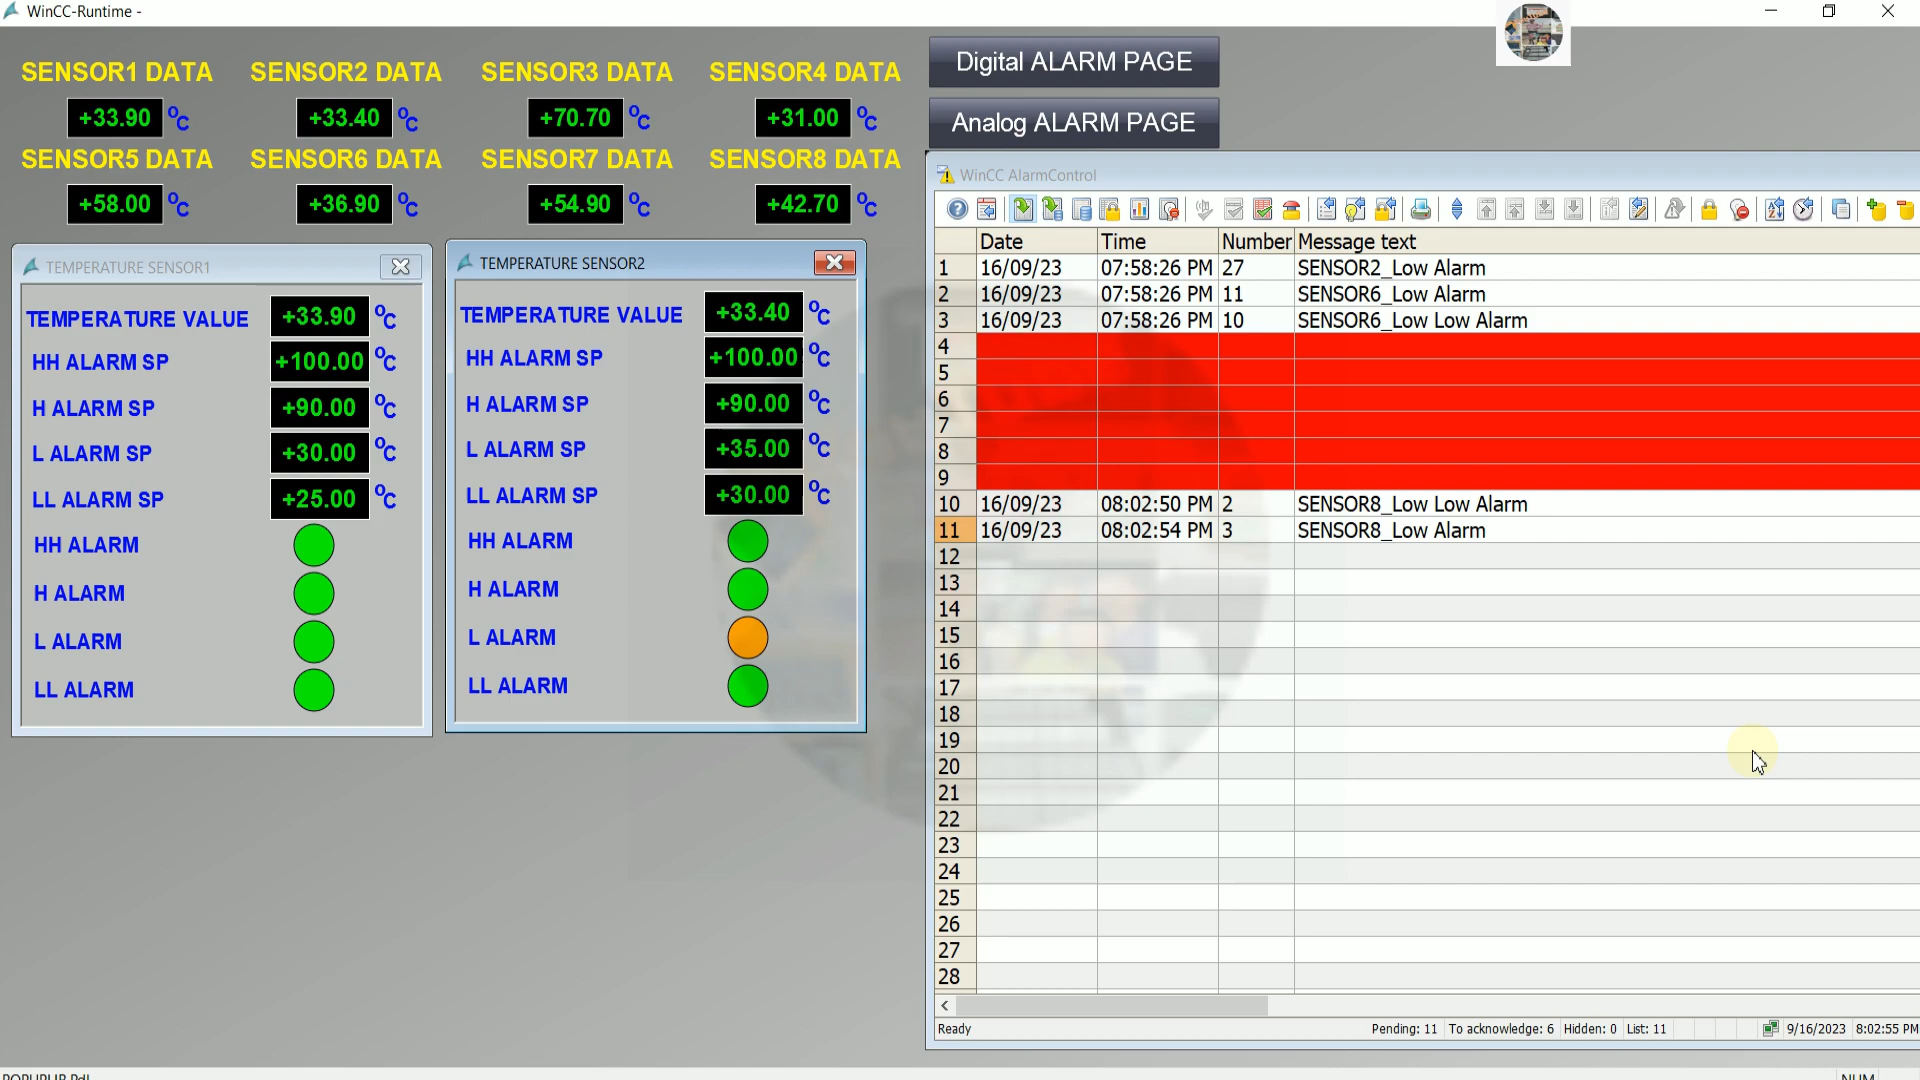 WinCC-Runtime -
SENSOR1 DATA SENSOR2 DATA SENSOR3 DATA SENSOR4 DATA
+33.90 °C +33.40 °C +70.70 °C +31.00 °C
SENSOR5 DATA SENSOR6 DATA SENSOR7 DATA SENSOR8 DATA
+58.00 °C +36.90 °C +54.90 °C +42.70 °C
Digital ALARM PAGE
Analog ALARM PAGE
TEMPERATURE SENSOR1
TEMPERATURE VALUE +33.90 °C
HH ALARM SP +100.00 °C
H ALARM SP +90.00 °C
L ALARM SP +30.00 °C
LL ALARM SP +25.00 °C
HH ALARM
H ALARM
L ALARM
LL ALARM
TEMPERATURE SENSOR2
TEMPERATURE VALUE +33.40 °C
HH ALARM SP +100.00 °C
H ALARM SP +90.00 °C
L ALARM SP +35.00 °C
LL ALARM SP +30.00 °C
HH ALARM
H ALARM
L ALARM
LL ALARM
WinCC AlarmControl
Date Time Number Message text
1 16/09/23 07:58:26 PM 27 SENSOR2_Low Alarm
2 16/09/23 07:58:26 PM 11 SENSOR6_Low Alarm
3 16/09/23 07:58:26 PM 10 SENSOR6_Low Low Alarm
4
5
6
7
8
9
10 16/09/23 08:02:50 PM 2 SENSOR8_Low Low Alarm
11 16/09/23 08:02:54 PM 3 SENSOR8_Low Alarm
12
13
14
15
16
17
18
19
20
21
22
23
24
25
26
27
28
Ready Pending: 11 To acknowledge: 6 Hidden: 0 List: 11 9/16/2023 8:02:55 PM
NUM